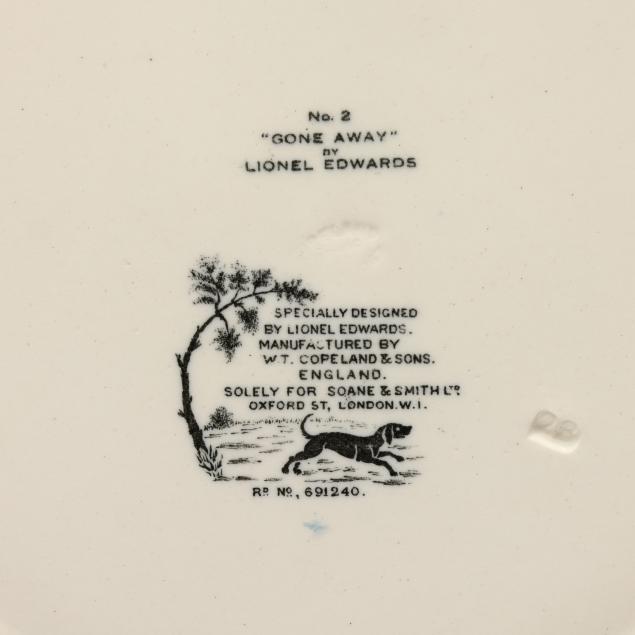 No. 2
"GONE AWAY"
BY
LIONEL EDWARDS
SPECIALLY DESIGNED
BY LIONEL EDWARDS.
MANUFACTURED BY
W.T. COPELAND & SONS.
ENGLAND.
SOLELY FOR SOANE & SMITH LTD.
OXFORD ST, LONDON.W.I.
RD. NO., 691240.